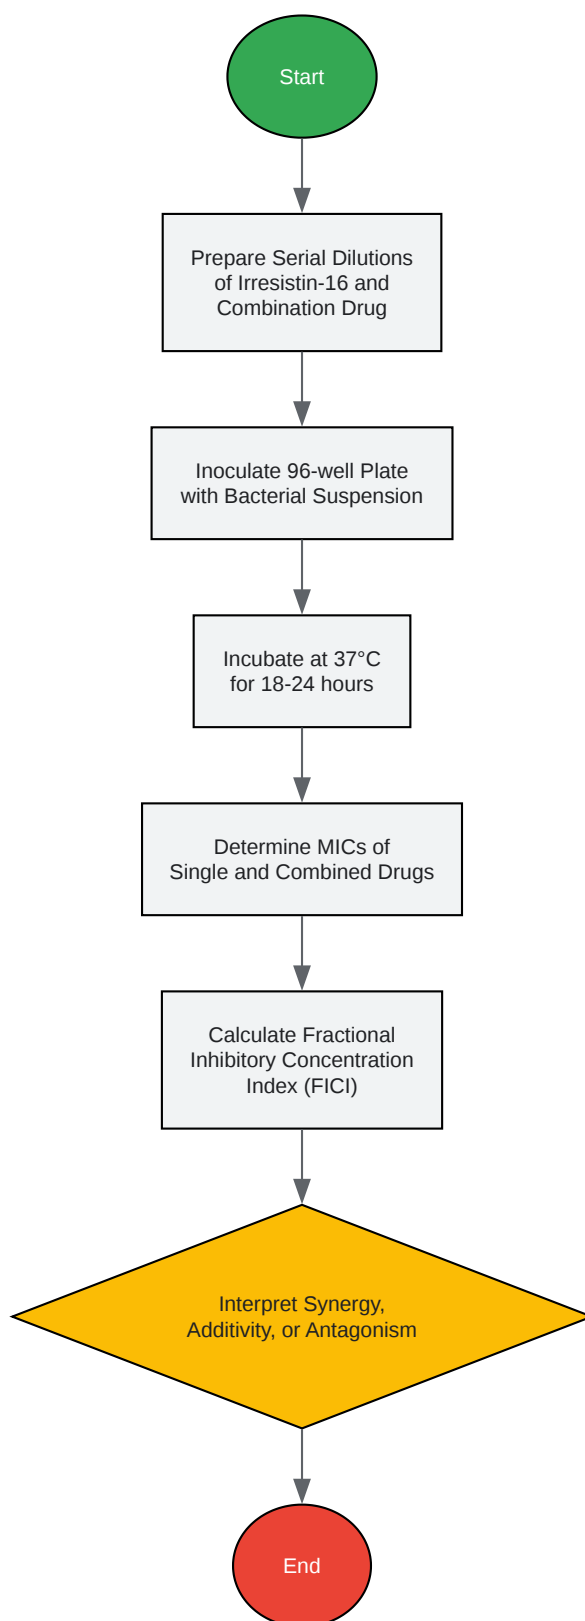 Start
Prepare Serial Dilutions
of Irresistin-16 and
Combination Drug
Inoculate 96-well Plate
with Bacterial Suspension
Incubate at 37°C
for 18-24 hours
Determine MICs of
Single and Combined Drugs
Calculate Fractional
Inhibitory Concentration
Index (FICI)
Interpret Synergy,
Additivity, or Antagonism
End